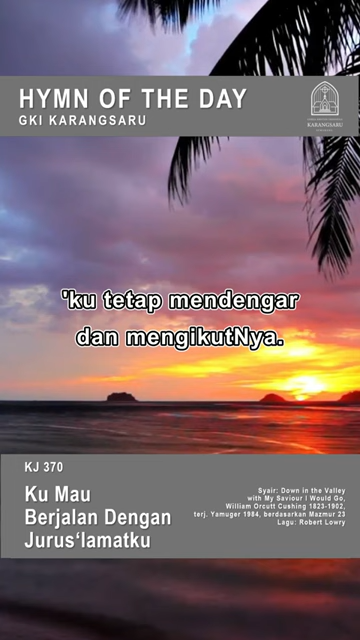 HYMN OF THE DAY
GKI KARANGSARU
KARANGSARU
'ku tetap mendengar
dan mengikutNya.
KJ 370
Ku Mau
Berjalan Dengan
Jurus‘lamatku
Syair: Down in the Valley
with My Saviour I Would Go,
William Orcutt Cushing 1823-1902,
terj. Yamuger 1984, berdasarkan Mazmur 23
Lagu: Robert Lowry